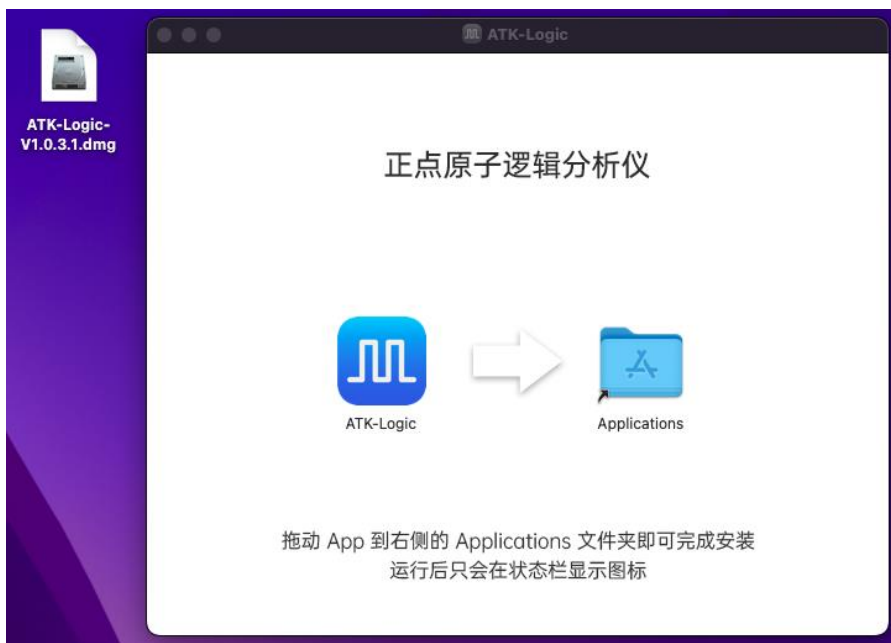 ATK-Logic
ATK-Logic-
V1.0.3.1.dmg
正点原子逻辑分析仪
ATK-Logic
Applications
拖动 App 到右侧的 Applications 文件夹即可完成安装
运行后只会在状态栏显示图标